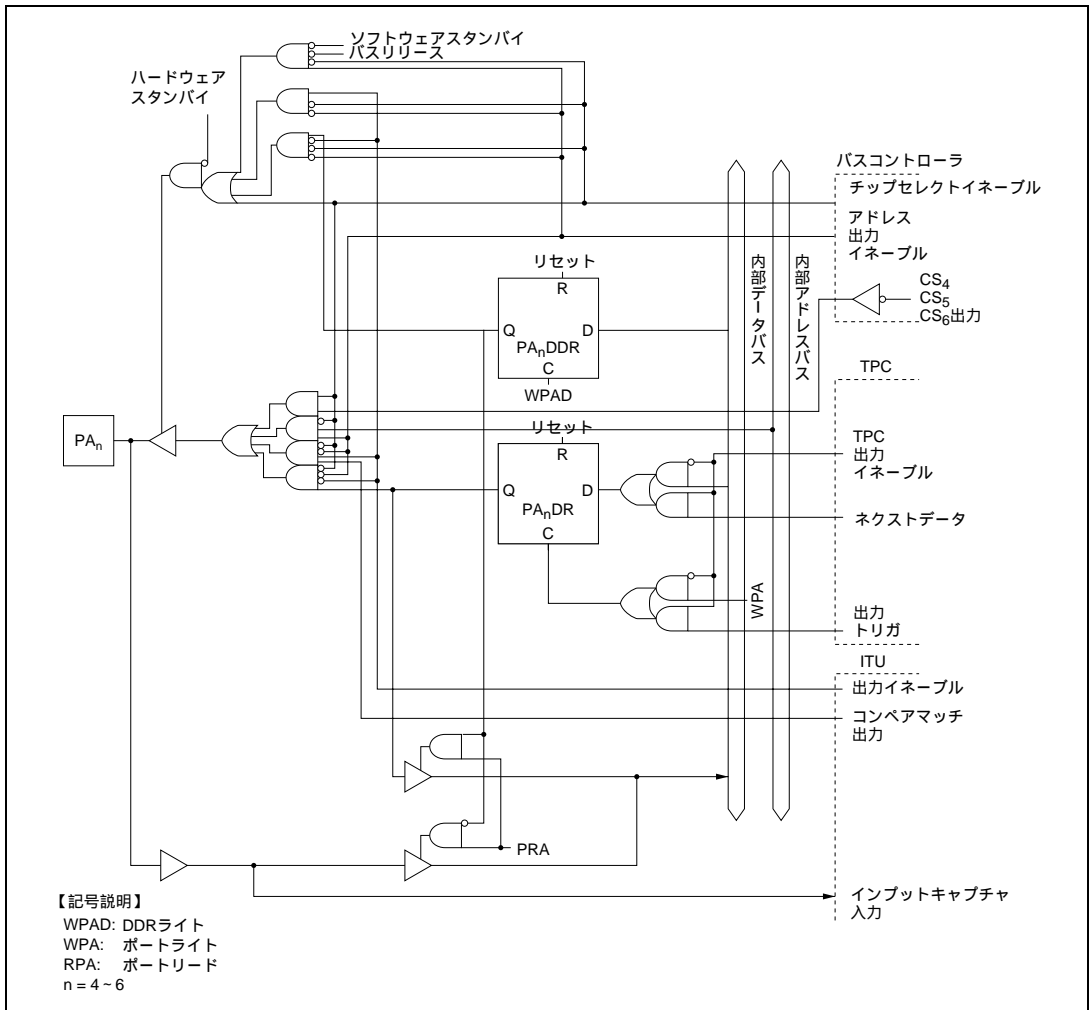 ソフトウェアスタンバイ
バスリリース
ハードウェア
スタンバイ
バスコントローラ
チップセレクトイネーブル
アドレス
出力
イネーブル
内部データバス
内部アドレスバス
CS4
CS5
CS6出力
リセット
R
Q
D
PAnDDR
C
WPAD
TPC
PAn
リセット
R
Q
D
PAnDR
C
TPC
出力
イネーブル
ネクストデータ
WPA
出力
トリガ
ITU
出力イネーブル
コンペアマッチ
出力
PRA
インプットキャプチャ
入力
【記号説明】
WPAD: DDRライト
WPA: ポートライト
RPA: ポートリード
n = 4 ~ 6